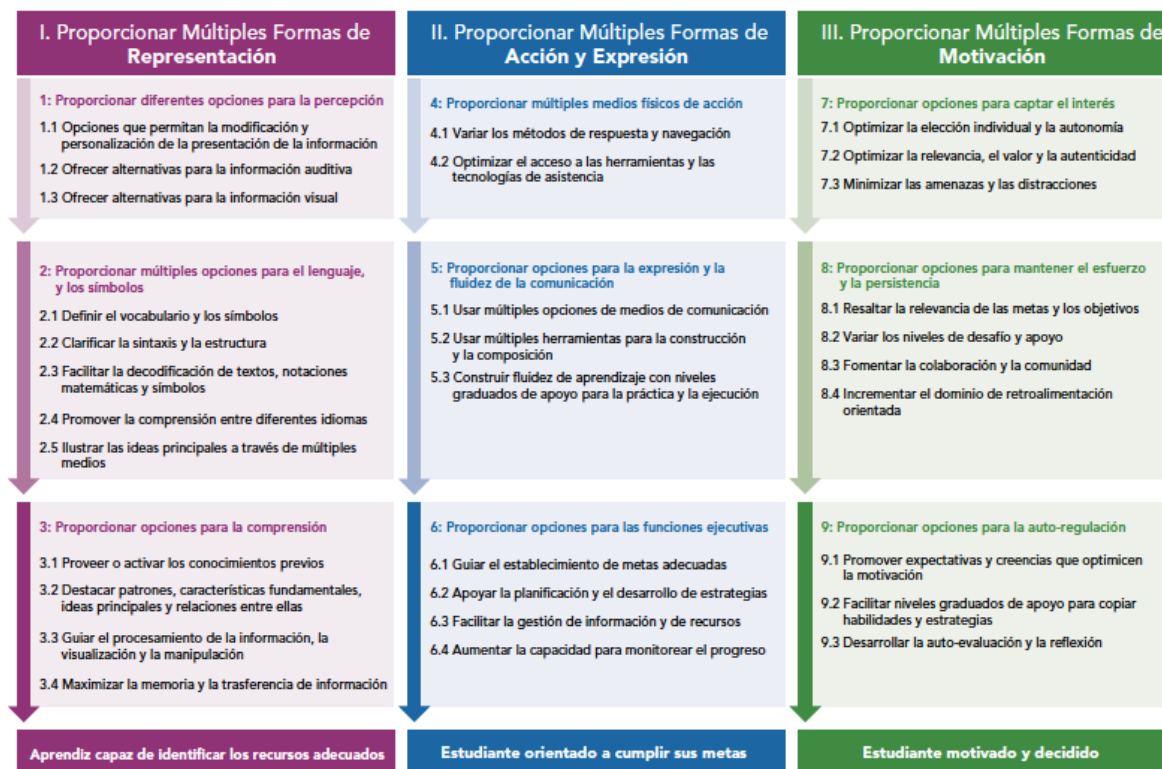 I. Proporcionar Múltiples Formas de
Representación
1: Proporcionar diferentes opciones para la percepción
1.1 Opciones que permitan la modificación y
personalización de la presentación de la información
1.2 Ofrecer alternativas para la información auditiva
1.3 Ofrecer alternativas para la información visual
2: Proporcionar múltiples opciones para el lenguaje,
y los símbolos
2.1 Definir el vocabulario y los símbolos
2.2 Clarificar la sintaxis y la estructura
2.3 Facilitar la decodificación de textos, notaciones
matemáticas y símbolos
2.4 Promover la comprensión entre diferentes idiomas
2.5 Ilustrar las ideas principales a través de múltiples
medios
3: Proporcionar opciones para la comprensión
3.1 Proveer o activar los conocimientos previos
3.2 Destacar patrones, características fundamentales,
ideas principales y relaciones entre ellas
3.3 Guiar el procesamiento de la información, la
visualización y la manipulación
3.4 Maximizar la memoria y la trasferencia de información
Aprendiz capaz de identificar los recursos adecuados
II. Proporcionar Múltiples Formas de
Acción y Expresión
4: Proporcionar múltiples medios físicos de acción
4.1 Variar los métodos de respuesta y navegación
4.2 Optimizar el acceso a las herramientas y las
tecnologías de asistencia
5: Proporcionar opciones para la expresión y la
fluidez de la comunicación
5.1 Usar múltiples opciones de medios de comunicación
5.2 Usar múltiples herramientas para la construcción
y la composición
5.3 Construir fluidez de aprendizaje con niveles
graduados de apoyo para la práctica y la ejecución
6: Proporcionar opciones para las funciones ejecutivas
6.1 Guiar el establecimiento de metas adecuadas
6.2 Apoyar la planificación y el desarrollo de estrategias
6.3 Facilitar la gestión de información y de recursos
6.4 Aumentar la capacidad para monitorear el progreso
Estudiante orientado a cumplir sus metas
III. Proporcionar Múltiples Formas de
Motivación
7: Proporcionar opciones para captar el interés
7.1 Optimizar la elección individual y la autonomía
7.2 Optimizar la relevancia, el valor y la autenticidad
7.3 Minimizar las amenazas y las distracciones
8: Proporcionar opciones para mantener el esfuerzo
y la persistencia
8.1 Resaltar la relevancia de las metas y los objetivos
8.2 Variar los niveles de desafío y apoyo
8.3 Fomentar la colaboración y la comunidad
8.4 Incrementar el dominio de retroalimentación
orientada
9: Proporcionar opciones para la auto-regulación
9.1 Promover expectativas y creencias que optimicen
la motivación
9.2 Facilitar niveles graduados de apoyo para copiar
habilidades y estrategias
9.3 Desarrollar la auto-evaluación y la reflexión
Estudiante motivado y decidido